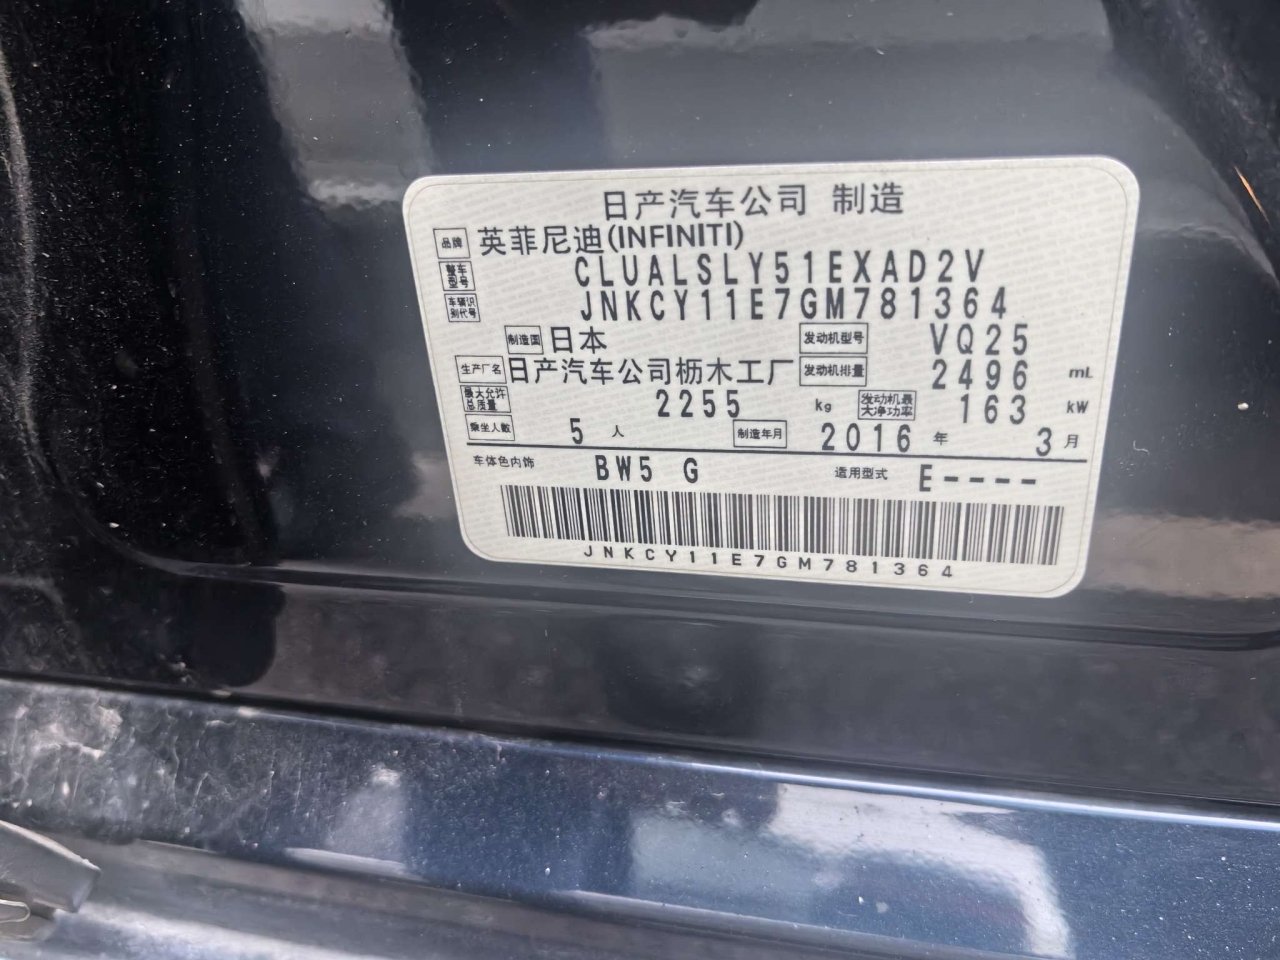 日产汽车公司 制造
品牌 英菲尼迪(INFINITI)
整车型号 CLUALSLY51EXAD2V
车辆识别代号 JNKCY11E7GM781364
制造国 日本 发动机型号 VQ25
生产厂名 日产汽车公司枥木工厂 发动机排量 2496 mL
最大允许总质量 2255 kg 发动机最大净功率 163 kW
乘坐人数 5 人 制造年月 2016 年 3 月
车体色内饰 BW5 G 适用型式 E----
JNKCY11E7GM781364